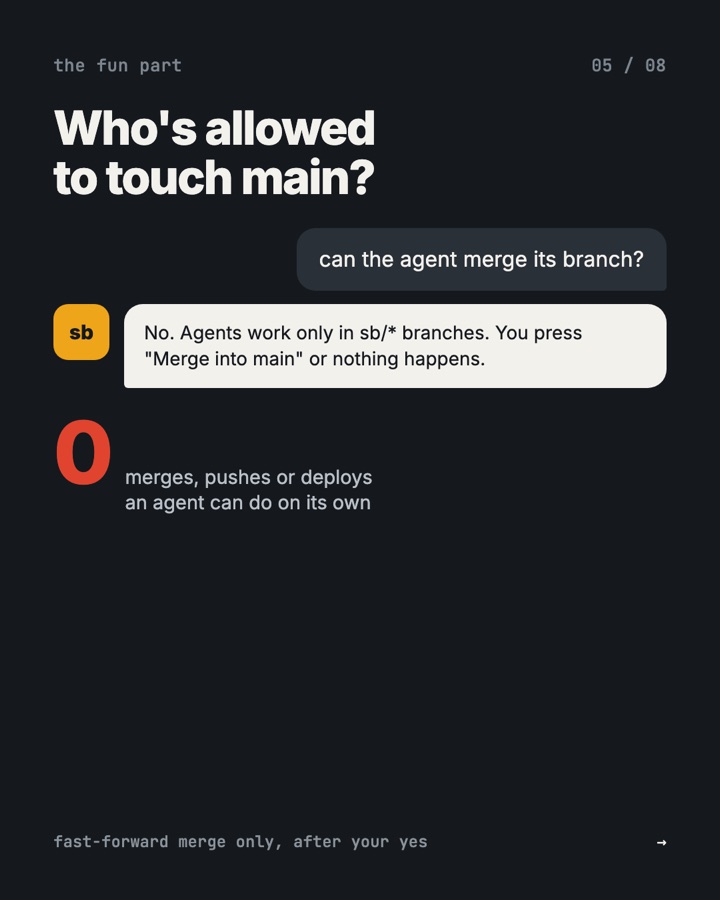 the fun part
05 / 08
Who's allowed
to touch main?
can the agent merge its branch?
sb
No. Agents work only in sb/* branches. You press
"Merge into main" or nothing happens.
0
merges, pushes or deploys
an agent can do on its own
fast-forward merge only, after your yes
→